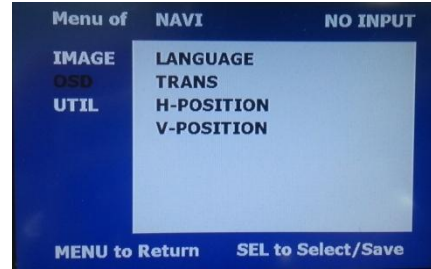 Menu of NAVI NO INPUT
IMAGE LANGUAGE
OSD TRANS
UTIL H-POSITION
V-POSITION
MENU to Return SEL to Select/Save